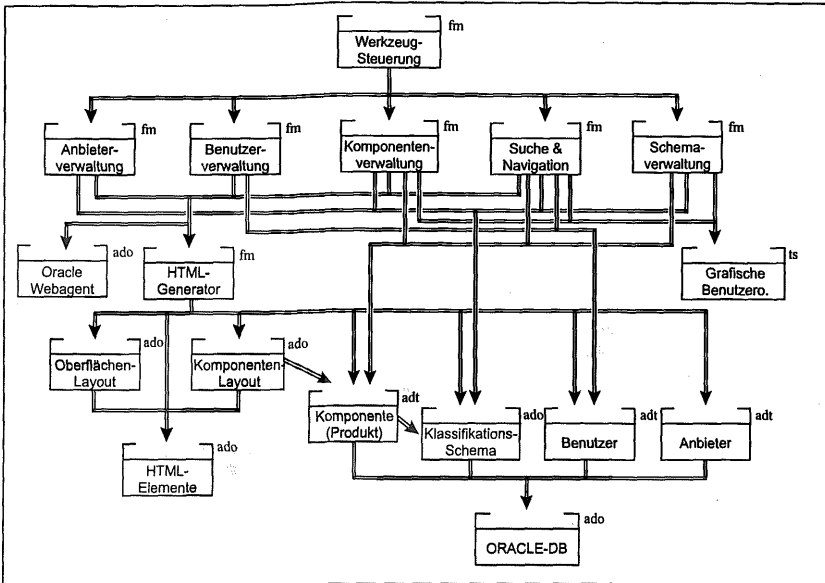 fm
Werkzeug-
Steuerung
fm
Anbieter-
verwaltung
fm
Benutzer-
verwaltung
fm
Komponenten-
verwaltung
fm
Suche &
Navigation
fm
Schema-
verwaltung
ado
Oracle
Webagent
fm
HTML-
Generator
ts
Grafische
Benutzero.
ado
Oberflächen-
Layout
ado
Komponenten-
Layout
adt
Komponente
(Produkt)
ado
Klassifikations-
Schema
adt
Benutzer
adt
Anbieter
ado
HTML-
Elemente
ado
ORACLE-DB